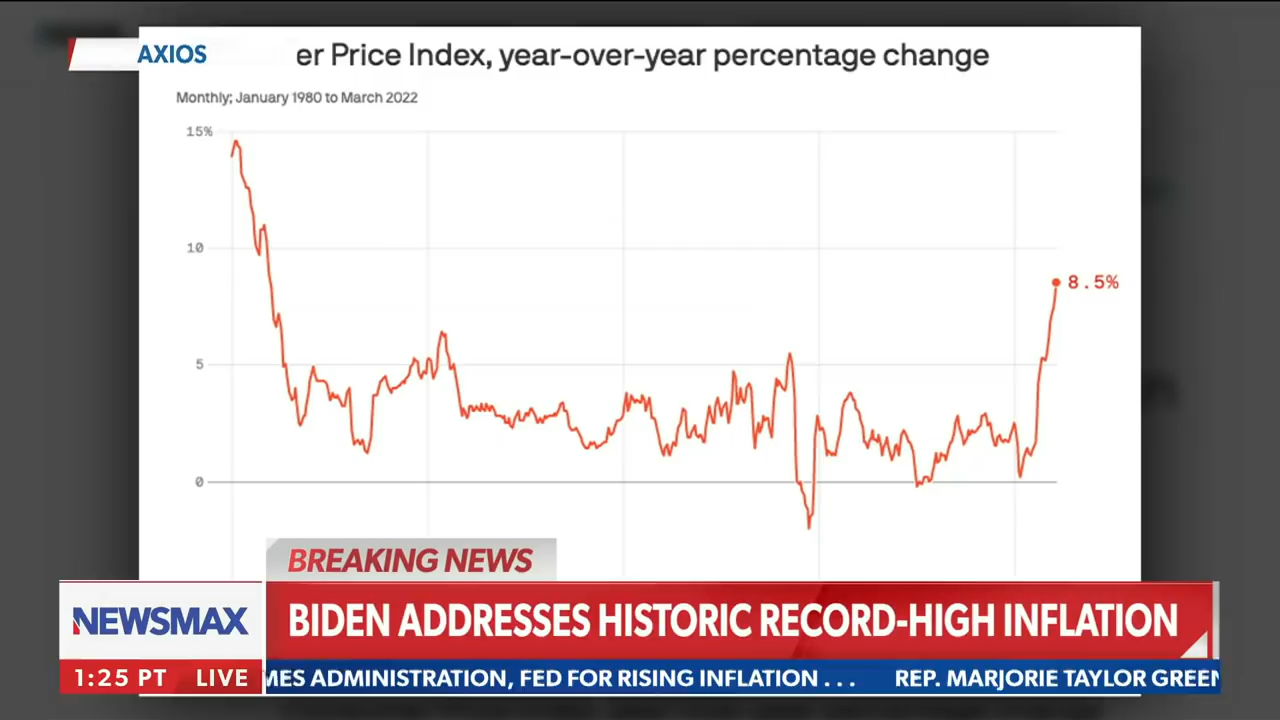 AXIOS
er Price Index, year-over-year percentage change
Monthly; January 1980 to March 2022
15%
10
8.5%
5
0
BREAKING NEWS
NEWSMAX
BIDEN ADDRESSES HISTORIC RECORD-HIGH INFLATION
1:25 PT LIVE
MES ADMINISTRATION, FED FOR RISING INFLATION . . . REP. MARJORIE TAYLOR GREEN